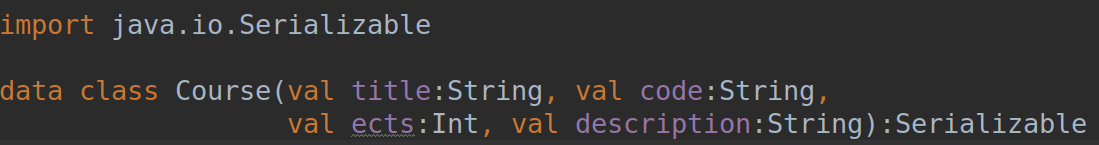 import java.io.Serializable
data class Course(val title:String, val code:String,
val ects:Int, val description:String):Serializable